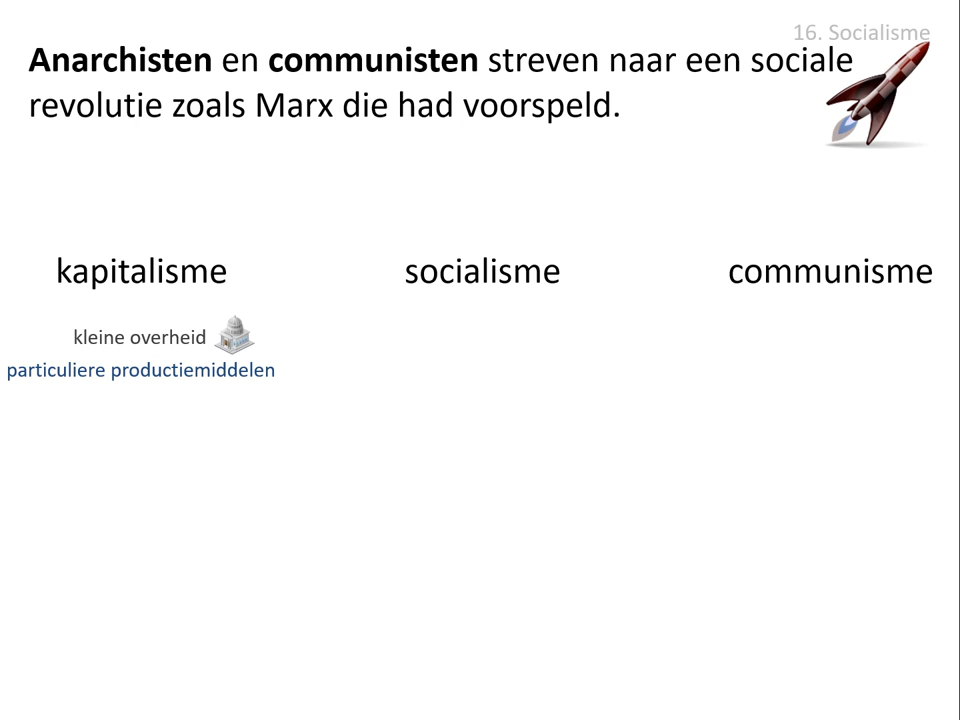 16. Socialisme
Anarchisten en communisten streven naar een sociale
revolutie zoals Marx die had voorspeld.
kapitalisme socialisme communisme
kleine overheid
particuliere productiemiddelen